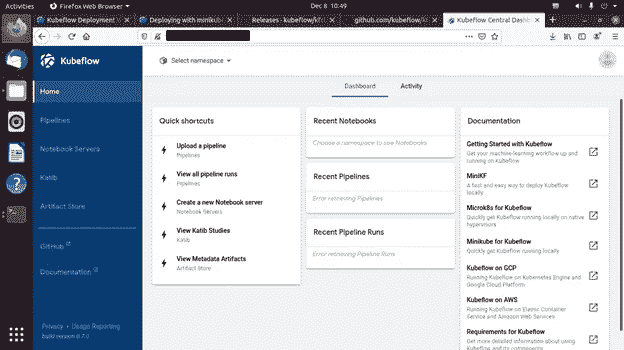 Activities
Firefox Web Browser
Dec 8 10:49
Kubeflow Deployment
Deploying with minikub
Releases · kubeflow/kfc
github.com/kubeflow/k
Kubeflow Central Dashb
Kubeflow
Select namespace
Dashboard
Activity
Home
Pipelines
Notebook Servers
Katib
Artifact Store
GitHub
Documentation
Privacy • Usage Reporting
build version 0.7.0
Quick shortcuts
Upload a pipeline
Pipelines
View all pipeline runs
Pipelines
Create a new Notebook server
Notebook Servers
View Katib Studies
Katib
View Metadata Artifacts
Artifact Store
Recent Notebooks
Choose a namespace to see Notebooks
Recent Pipelines
Error retrieving Pipelines
Recent Pipeline Runs
Error retrieving Pipeline Runs
Documentation
Getting Started with Kubeflow
Get your machine-learning workflow up and
running on Kubeflow
MiniKF
A fast and easy way to deploy Kubeflow
locally
Microk8s for Kubeflow
Quickly get Kubeflow running locally on native
hypervisors
Minikube for Kubeflow
Quickly get Kubeflow running locally
Kubeflow on GCP
Running Kubeflow on Kubernetes Engine and
Google Cloud Platform
Kubeflow on AWS
Running Kubeflow on Elastic Container
Service and Amazon Web Services
Requirements for Kubeflow
Get more detailed information about using
Kubeflow and its components